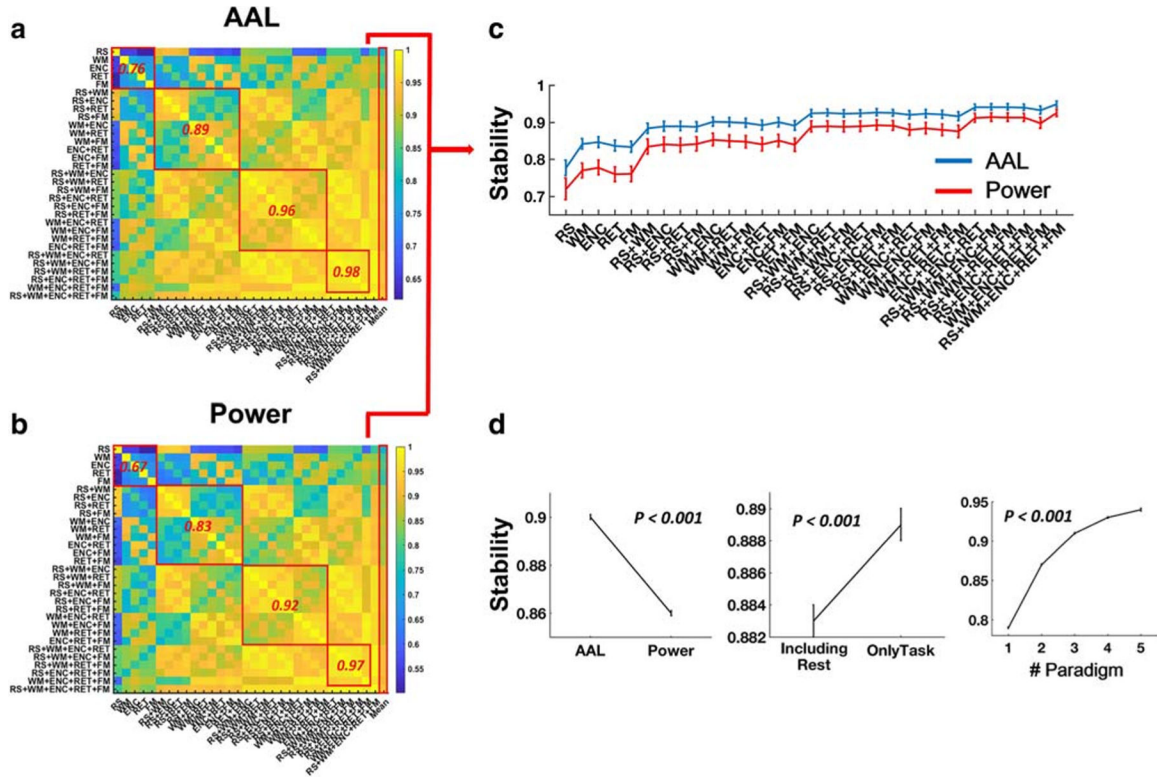 a
AAL
RS
WM
ENC
RET
FM
RS+WM
RS+ENC
RS+RET
RS+FM
WM+ENC
WM+RET
WM+FM
ENC+RET
ENC+FM
RET+FM
RS+WM+ENC
RS+WM+RET
RS+WM+FM
RS+ENC+RET
RS+ENC+FM
RS+RET+FM
WM+ENC+RET
WM+ENC+FM
WM+RET+FM
ENC+RET+FM
RS+WM+ENC+RET
RS+WM+ENC+FM
RS+WM+RET+FM
RS+ENC+RET+FM
WM+ENC+RET+FM
RS+WM+ENC+RET+FM
0.76
0.89
0.96
0.98
1
0.95
0.9
0.85
0.8
0.75
0.7
0.65
RS+WM+ENC+RET+FM
Mean
b
Power
RS
WM
ENC
RET
FM
RS+WM
RS+ENC
RS+RET
RS+FM
WM+ENC
WM+RET
WM+FM
ENC+RET
ENC+FM
RET+FM
RS+WM+ENC
RS+WM+RET
RS+WM+FM
RS+ENC+RET
RS+ENC+FM
RS+RET+FM
WM+ENC+RET
WM+ENC+FM
WM+RET+FM
ENC+RET+FM
RS+WM+ENC+RET
RS+WM+ENC+FM
RS+WM+RET+FM
RS+ENC+RET+FM
WM+ENC+RET+FM
RS+WM+ENC+RET+FM
0.67
0.83
0.92
0.97
1
0.95
0.9
0.85
0.8
0.75
0.7
0.65
0.6
0.55
RS+WM+ENC+RET+FM
Mean
c
Stability
1
0.9
0.8
0.7
AAL
Power
RS
WM
ENC
RET
FM
RS+WM
RS+ENC
RS+RET
RS+FM
WM+ENC
WM+RET
WM+FM
ENC+RET
ENC+FM
RET+FM
RS+WM+ENC
RS+WM+RET
RS+WM+FM
RS+ENC+RET
RS+ENC+FM
RS+RET+FM
WM+ENC+RET
WM+ENC+FM
WM+RET+FM
ENC+RET+FM
RS+WM+ENC+RET
RS+WM+ENC+FM
RS+WM+RET+FM
RS+ENC+RET+FM
WM+ENC+RET+FM
RS+WM+ENC+RET+FM
d
Stability
0.9
0.88
0.86
P < 0.001
AAL
Power
0.89
0.888
0.886
0.884
0.882
P < 0.001
Including
Rest
OnlyTask
0.95
0.9
0.85
0.8
P < 0.001
1 2 3 4 5
# Paradigm